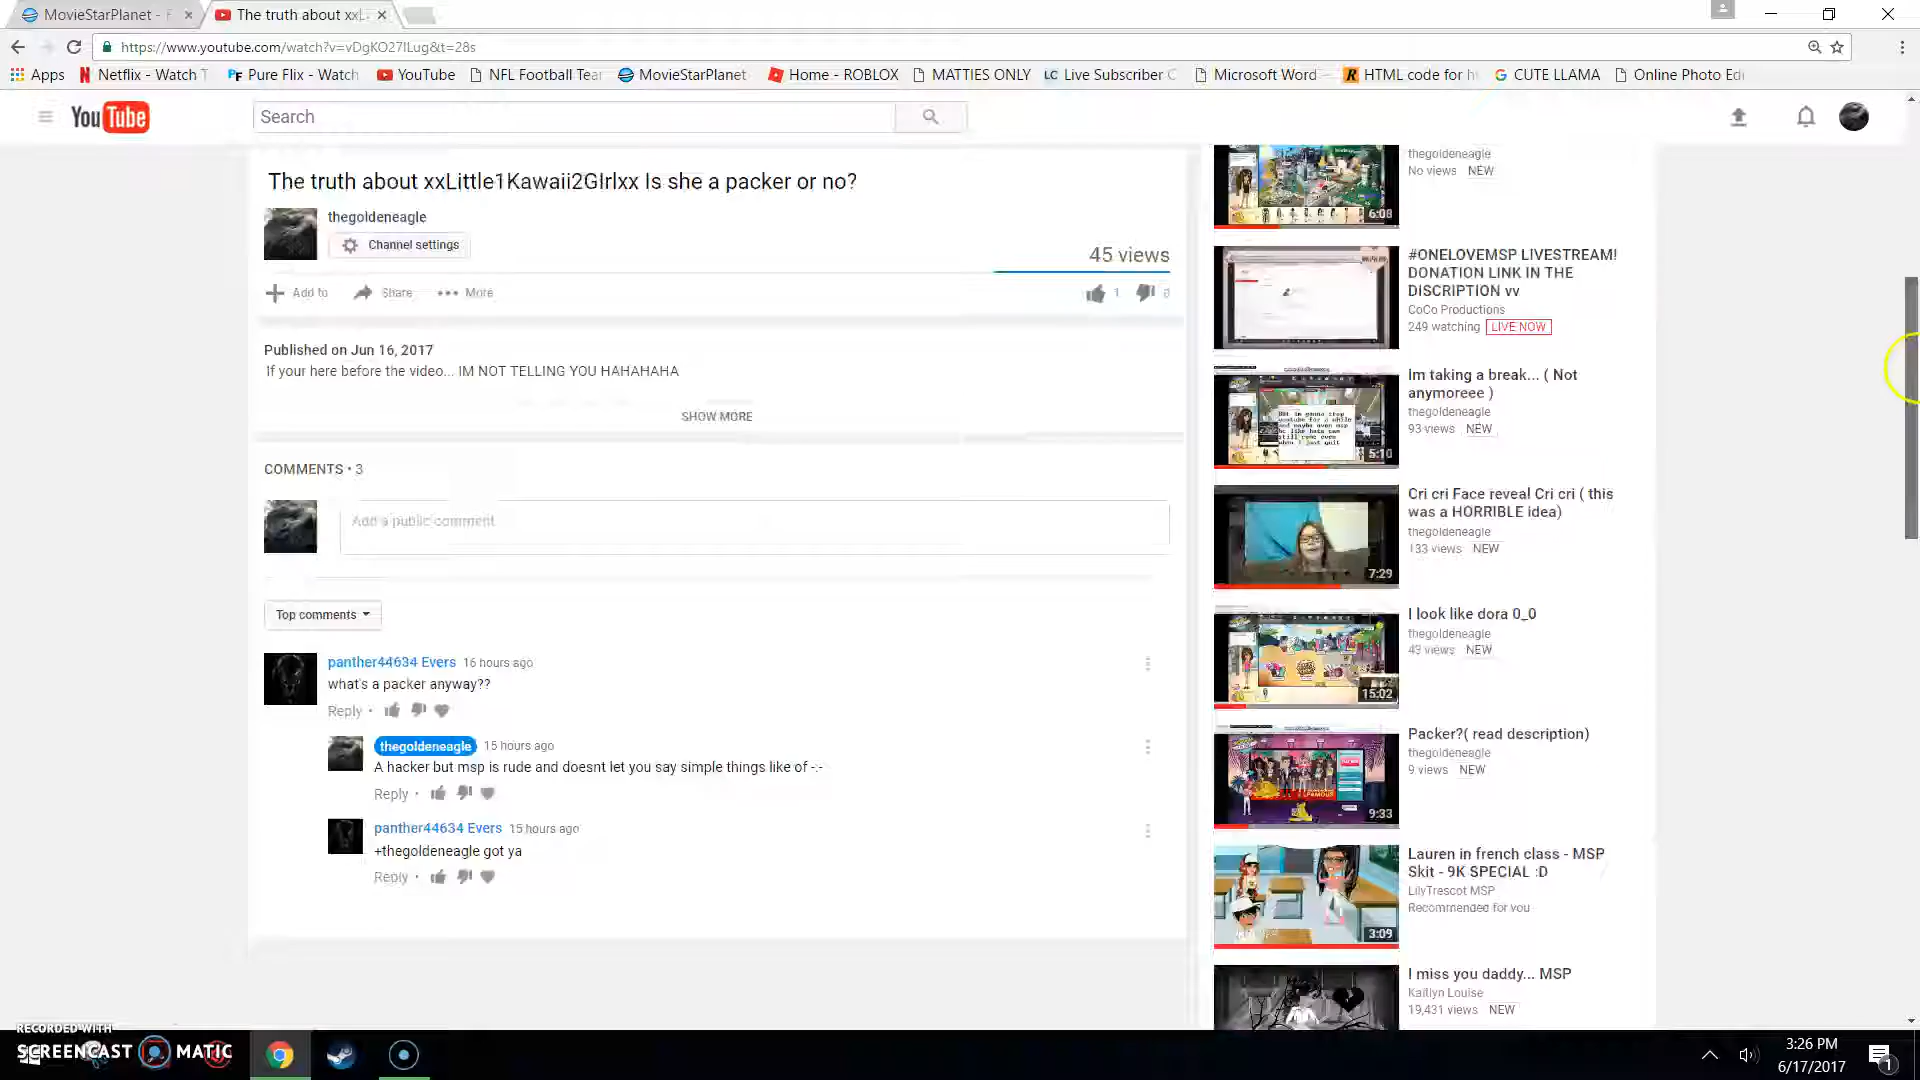 MovieStarPlanet - F
The truth about xxL
https://www.youtube.com/watch?v=vDgKO27ILug&t=28s
Apps
Netflix - Watch T
Pure Flix - Watch
YouTube
NFL Football Tea
MovieStarPlanet
Home - ROBLOX
MATTIES ONLY
LC Live Subscriber C
Microsoft Word
HTML code for h
CUTE LLAMA
Online Photo Edi
YouTube
Search
The truth about xxLittle1Kawaii2GIrlxx Is she a packer or no?
thegoldeneagle
Channel settings
45 views
Add to
Share
More
1
0
Published on Jun 16, 2017
If your here before the video... IM NOT TELLING YOU HAHAHAHA
SHOW MORE
COMMENTS • 3
Add a public comment
Top comments
panther44634 Evers 16 hours ago
what's a packer anyway??
Reply
thegoldeneagle 15 hours ago
A hacker but msp is rude and doesnt let you say simple things like of -.-
Reply
panther44634 Evers 15 hours ago
+thegoldeneagle got ya
Reply
thegoldeneagle
No views NEW
6:08
#ONELOVEMSP LIVESTREAM!
DONATION LINK IN THE
DISCRIPTION vv
CoCo Productions
249 watching LIVE NOW
Im taking a break... ( Not
anymoreee )
thegoldeneagle
93 views NEW
5:10
Cri cri Face reveal Cri cri ( this
was a HORRIBLE idea)
thegoldeneagle
133 views NEW
7:29
I look like dora 0_0
thegoldeneagle
43 views NEW
15:02
Packer?( read description)
thegoldeneagle
9 views NEW
9:33
Lauren in french class - MSP
Skit - 9K SPECIAL :D
LilyTrescot MSP
Recommended for you
3:09
I miss you daddy... MSP
Kaitlyn Louise
19,431 views NEW
RECORDED WITH
SCREENCAST MATIC
3:26 PM
6/17/2017
1